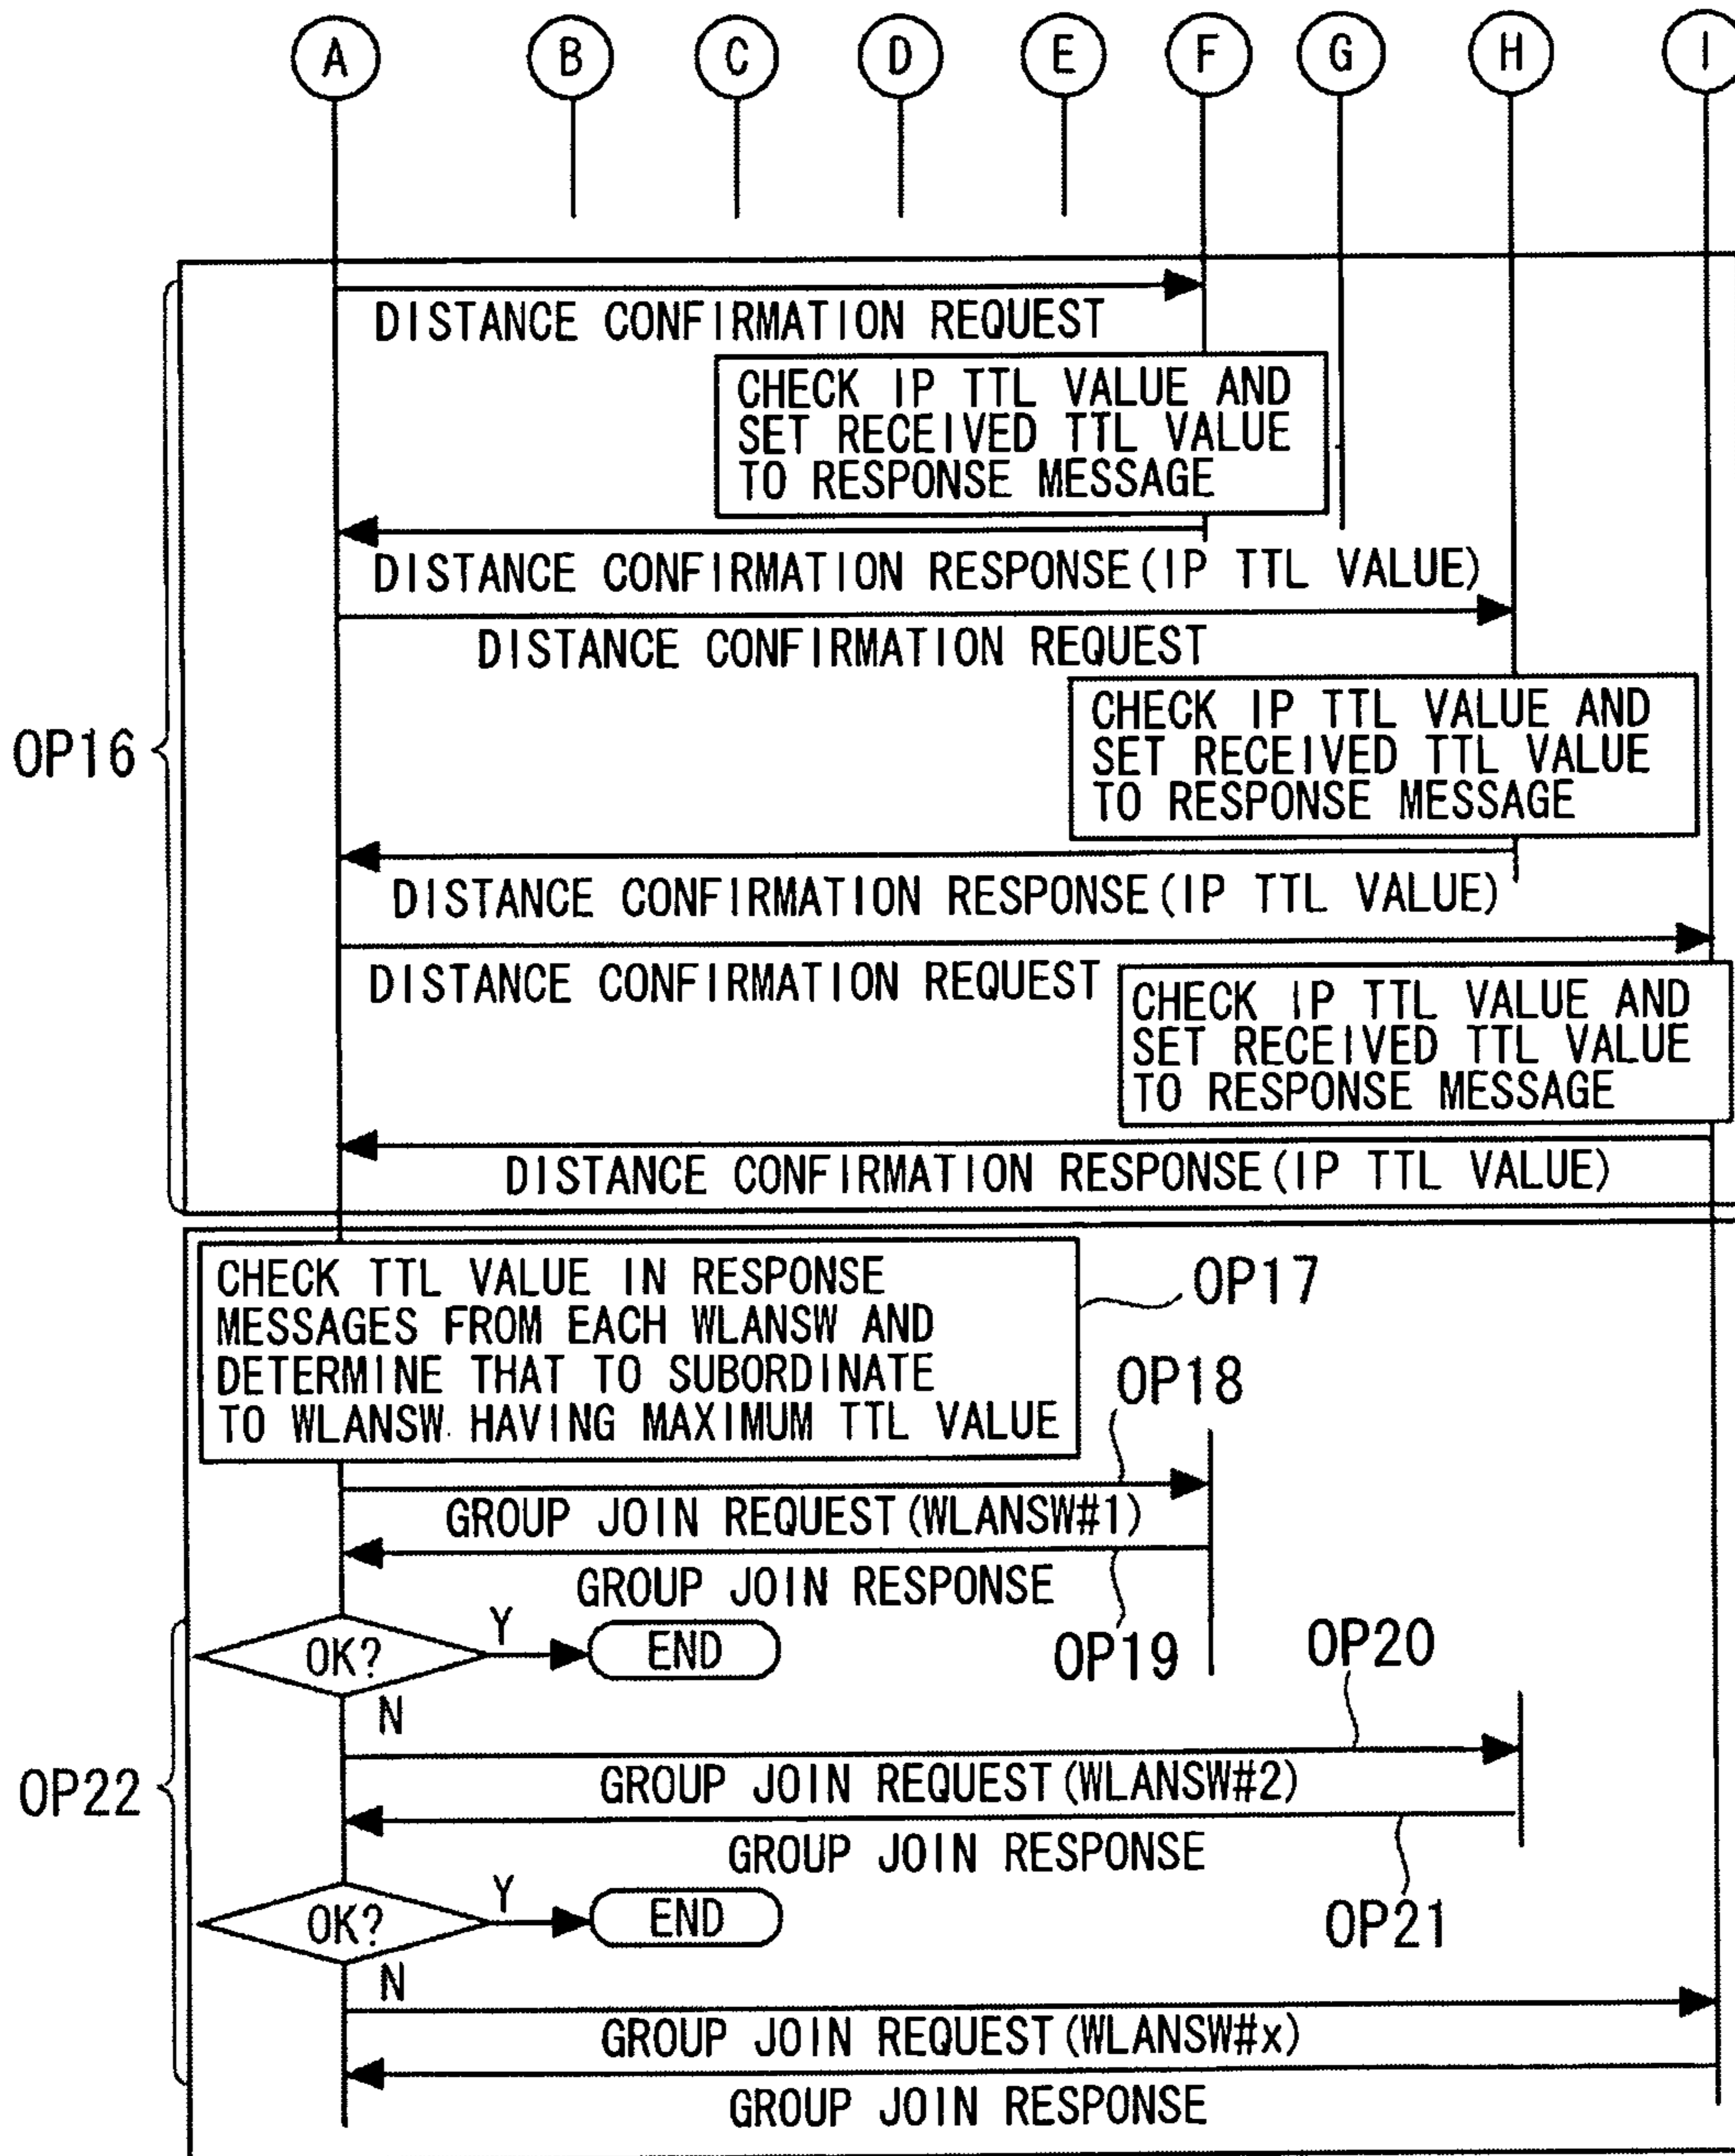 A B C D E F G H I
DISTANCE CONFIRMATION REQUEST
CHECK IP TTL VALUE AND
SET RECEIVED TTL VALUE
TO RESPONSE MESSAGE
DISTANCE CONFIRMATION RESPONSE(IP TTL VALUE)
DISTANCE CONFIRMATION REQUEST
OP16
CHECK IP TTL VALUE AND
SET RECEIVED TTL VALUE
TO RESPONSE MESSAGE
DISTANCE CONFIRMATION RESPONSE(IP TTL VALUE)
DISTANCE CONFIRMATION REQUEST
CHECK IP TTL VALUE AND
SET RECEIVED TTL VALUE
TO RESPONSE MESSAGE
DISTANCE CONFIRMATION RESPONSE(IP TTL VALUE)
CHECK TTL VALUE IN RESPONSE
MESSAGES FROM EACH WLANSW AND
DETERMINE THAT TO SUBORDINATE
TO WLANSW HAVING MAXIMUM TTL VALUE
OP17
OP18
GROUP JOIN REQUEST(WLANSW#1)
GROUP JOIN RESPONSE
OP19
OK?
Y
END
N
OP20
OP22
GROUP JOIN REQUEST(WLANSW#2)
GROUP JOIN RESPONSE
OP21
OK?
Y
END
N
GROUP JOIN REQUEST(WLANSW#x)
GROUP JOIN RESPONSE